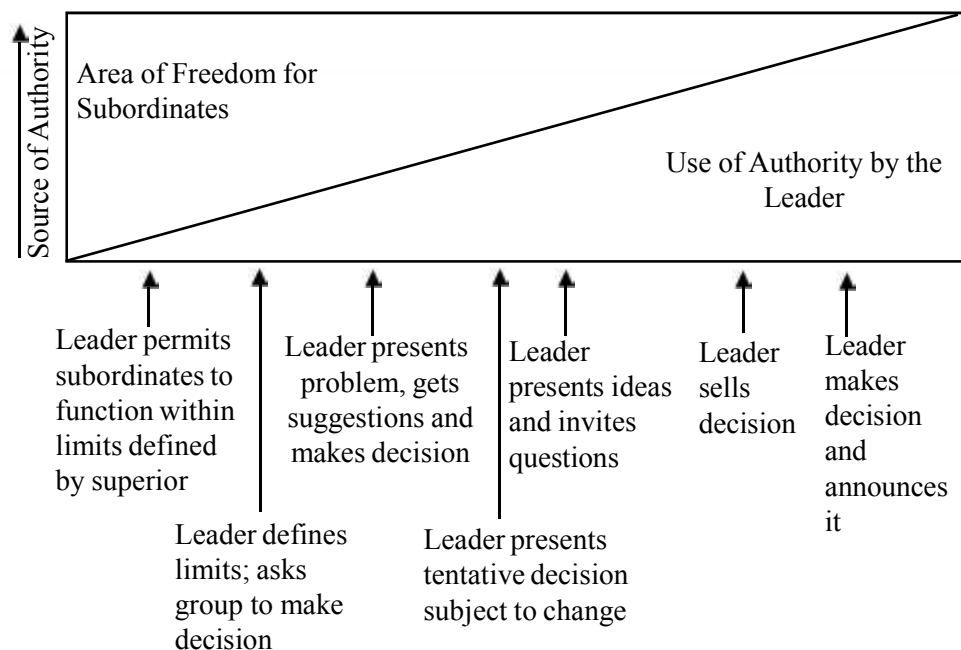 Source of Authority
Area of Freedom for
Subordinates
Use of Authority by the
Leader
Leader permits
subordinates to
function within
limits defined
by superior
Leader defines
limits; asks
group to make
decision
Leader presents
problem, gets
suggestions and
makes decision
Leader presents
tentative decision
subject to change
Leader
presents ideas
and invites
questions
Leader
sells
decision
Leader
makes
decision
and
announces
it